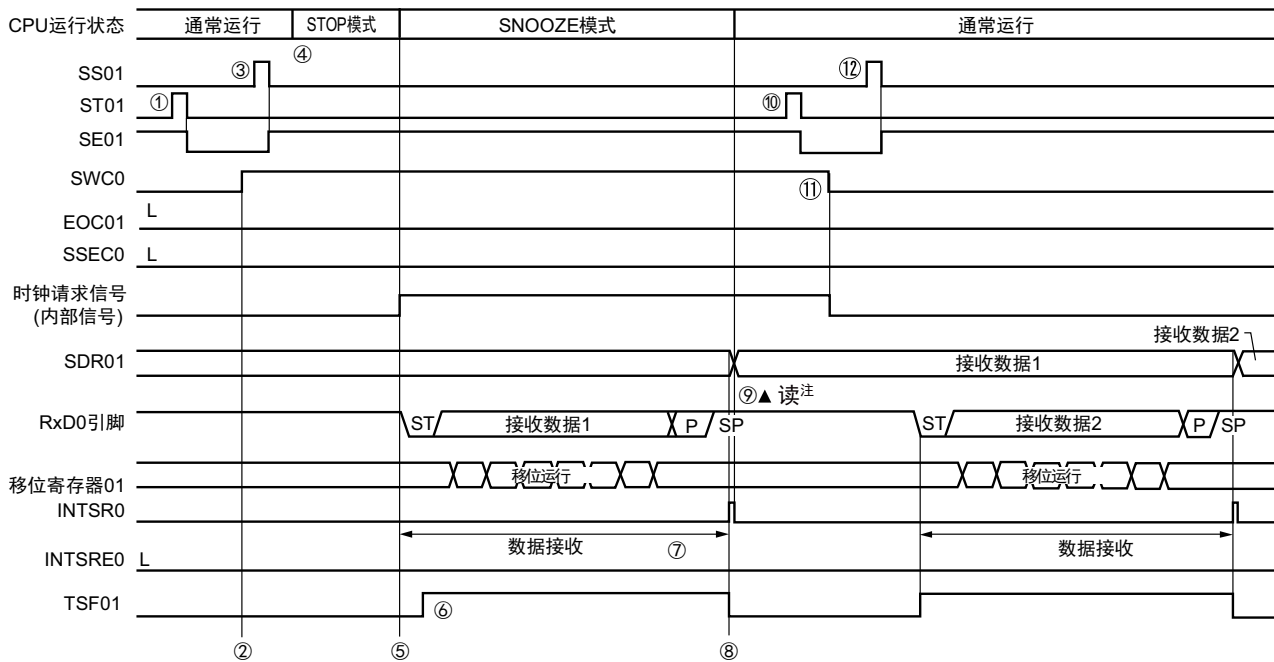 CPU运行状态 通常运行 STOP模式 SNOOZE模式 通常运行
④
SS01 ③ ⑫
ST01 ① ⑩
SE01
SWC0 ⑪
EOC01 L
SSEC0 L
时钟请求信号
(内部信号)
接收数据2
SDR01 接收数据1
⑨▲ 读注
RxD0引脚 ST 接收数据1 P SP ST 接收数据2 P SP
移位寄存器01 移位运行 移位运行
INTSR0
数据接收 ⑦ 数据接收
INTSRE0 L
TSF01 ⑥
② ⑤ ⑧